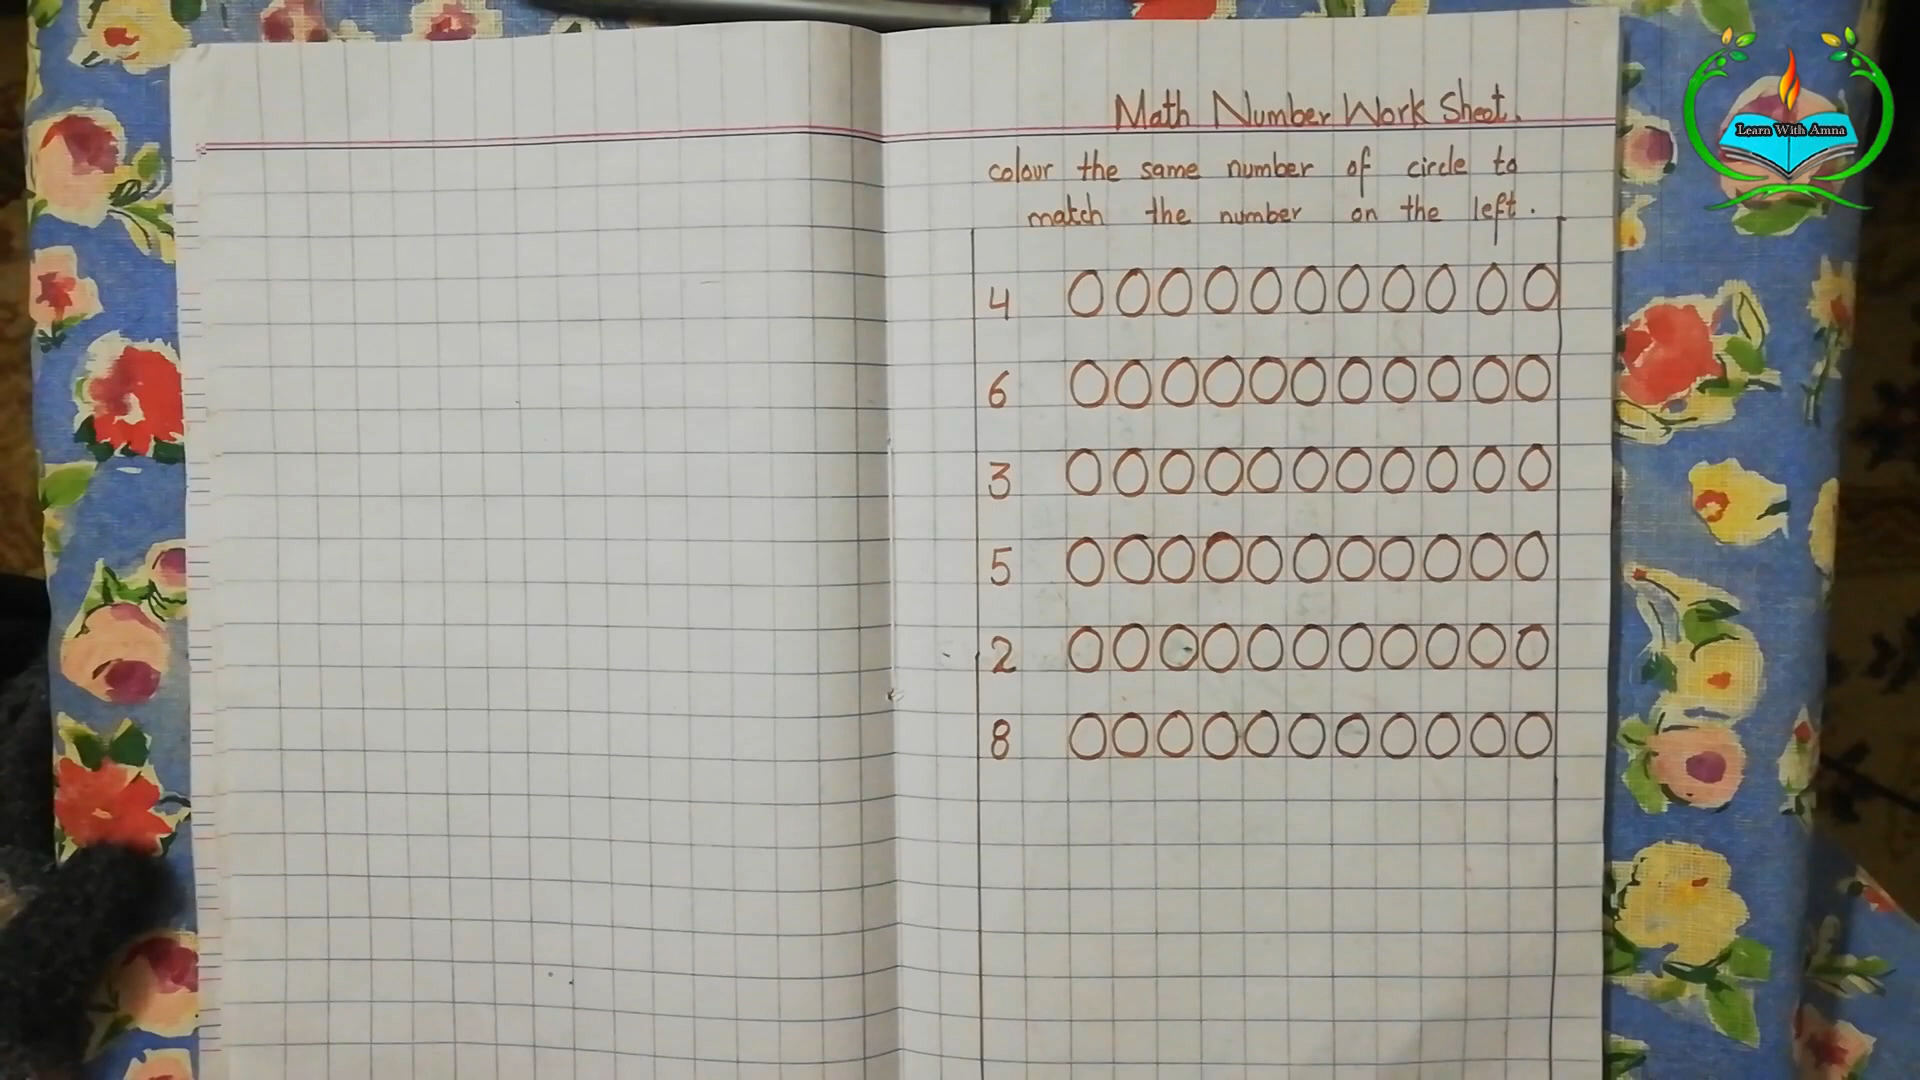 Math Number Work Sheet.
Learn With Amna
colour the same number of circle to
match the number on the left.
4
6
3
5
2
8